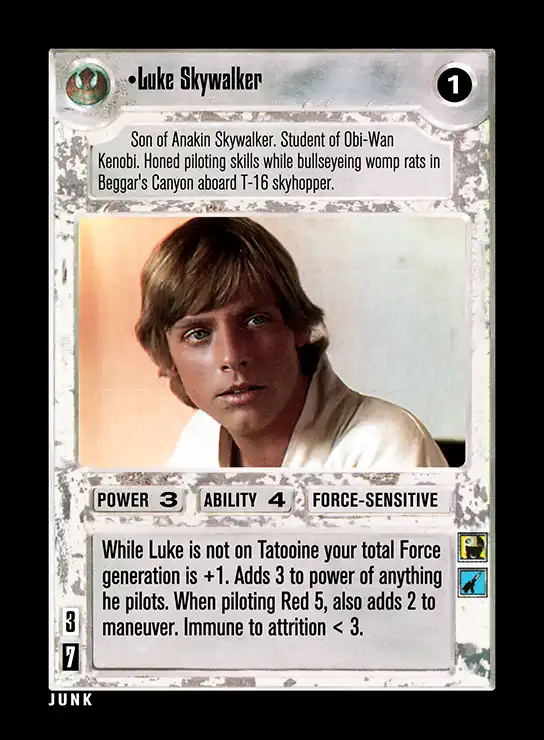 •Luke Skywalker
1
Son of Anakin Skywalker. Student of Obi-Wan
Kenobi. Honed piloting skills while bullseyeing womp rats in
Beggar's Canyon aboard T-16 skyhopper.
POWER 3 ABILITY 4 FORCE-SENSITIVE
While Luke is not on Tatooine your total Force
generation is +1. Adds 3 to power of anything
he pilots. When piloting Red 5, also adds 2 to
maneuver. Immune to attrition < 3.
3
7
JUNK